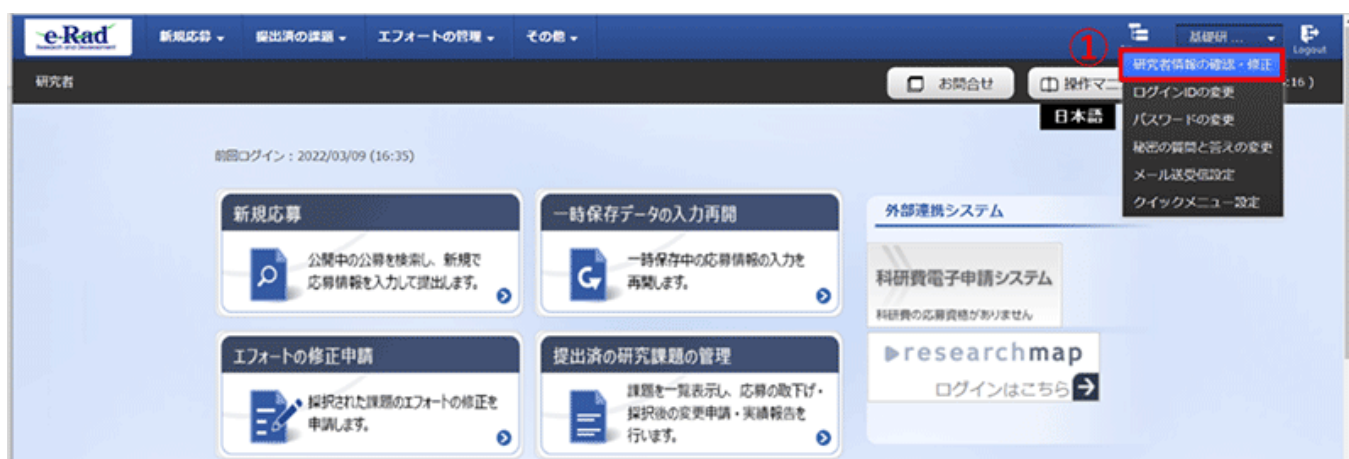 e-Rad
新規応募
提出済の課題
エフォートの管理
その他
①
基礎研 ...
Logout
研究者
お問合せ
操作マニ
:16 )
日本語
研究者情報の確認・修正
ログインIDの変更
パスワードの変更
秘密の質問と答えの変更
メール送受信設定
クイックメニュー設定
前回ログイン：2022/03/09 (16:35)
新規応募
公開中の公募を検索し、新規で
応募情報を入力して提出します。
一時保存データの入力再開
一時保存中の応募情報の入力を
再開します。
外部連携システム
科研費電子申請システム
科研費の応募資格がありません
エフォートの修正申請
採択された課題のエフォートの修正を
申請します。
提出済の研究課題の管理
課題を一覧表示し、応募の取下げ・
採択後の変更申請・実績報告を
行います。
researchmap
ログインはこちら